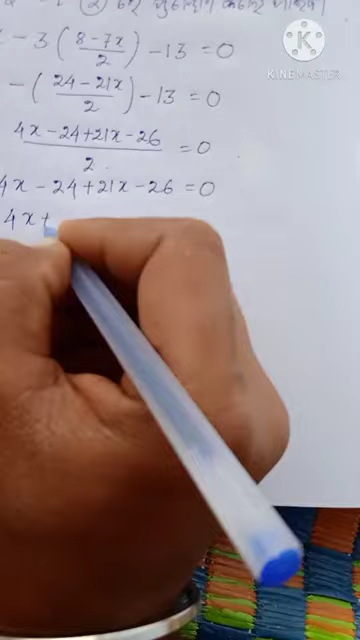 - 3 ( 8-7x / 2 ) - 13 = 0
KINEMASTER
- ( 24 - 21x / 2 ) - 13 = 0
4x - 24 + 21x - 26 / 2 = 0
4x - 24 + 21x - 26 = 0
4x +